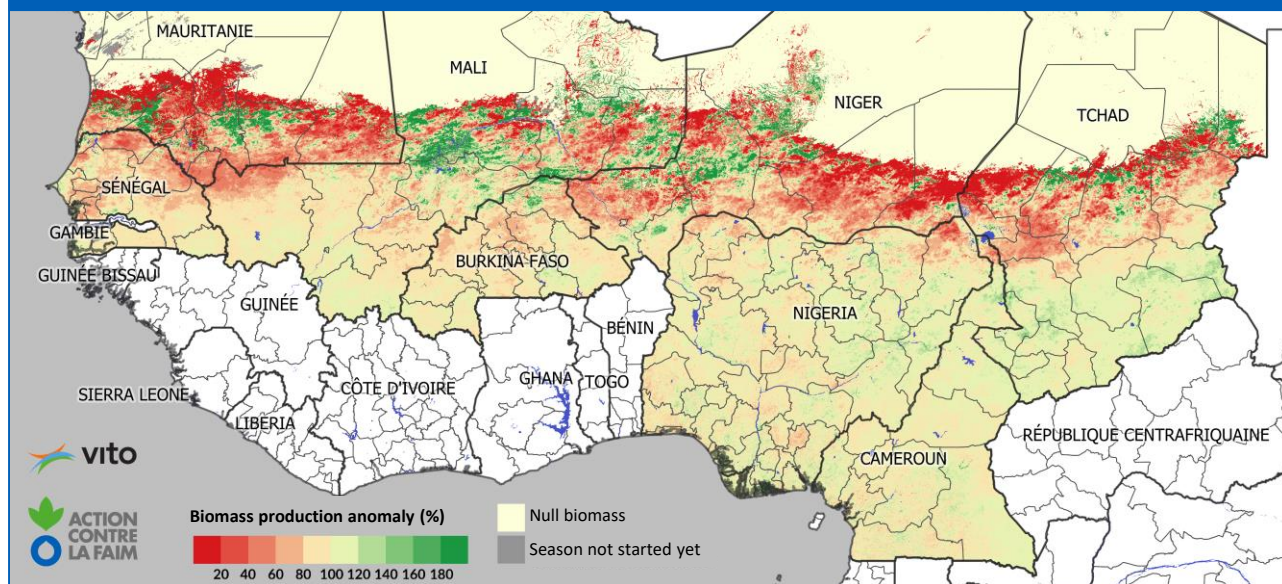 MAURITANIE
MALI
NIGER
TCHAD
SÉNÉGAL
GAMBIE
BURKINA FASO
GUINÉE BISSAU
GUINÉE
BÉNIN
NIGERIA
SIERRA LEONE
CÔTE D'IVOIRE
GHANA
TOGO
LIBERIA
RÉPUBLIQUE CENTRAFRIQUAINE
CAMEROUN
vito
ACTION
CONTRE
LA FAIM
Biomass production anomaly (%)
20 40 60 80 100 120 140 160 180
Null biomass
Season not started yet